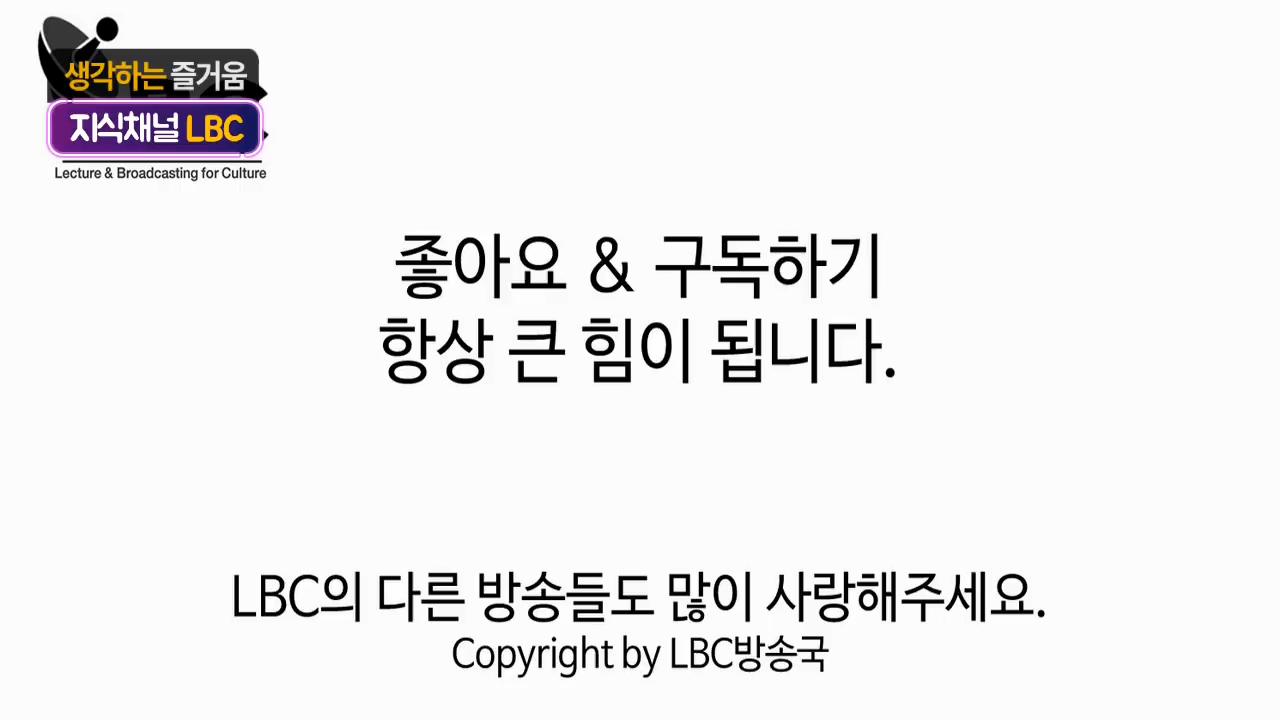 생각하는 즐거움
지식채널 LBC
Lecture & Broadcasting for Culture
좋아요 & 구독하기
항상 큰 힘이 됩니다.
LBC의 다른 방송들도 많이 사랑해주세요.
Copyright by LBC방송국